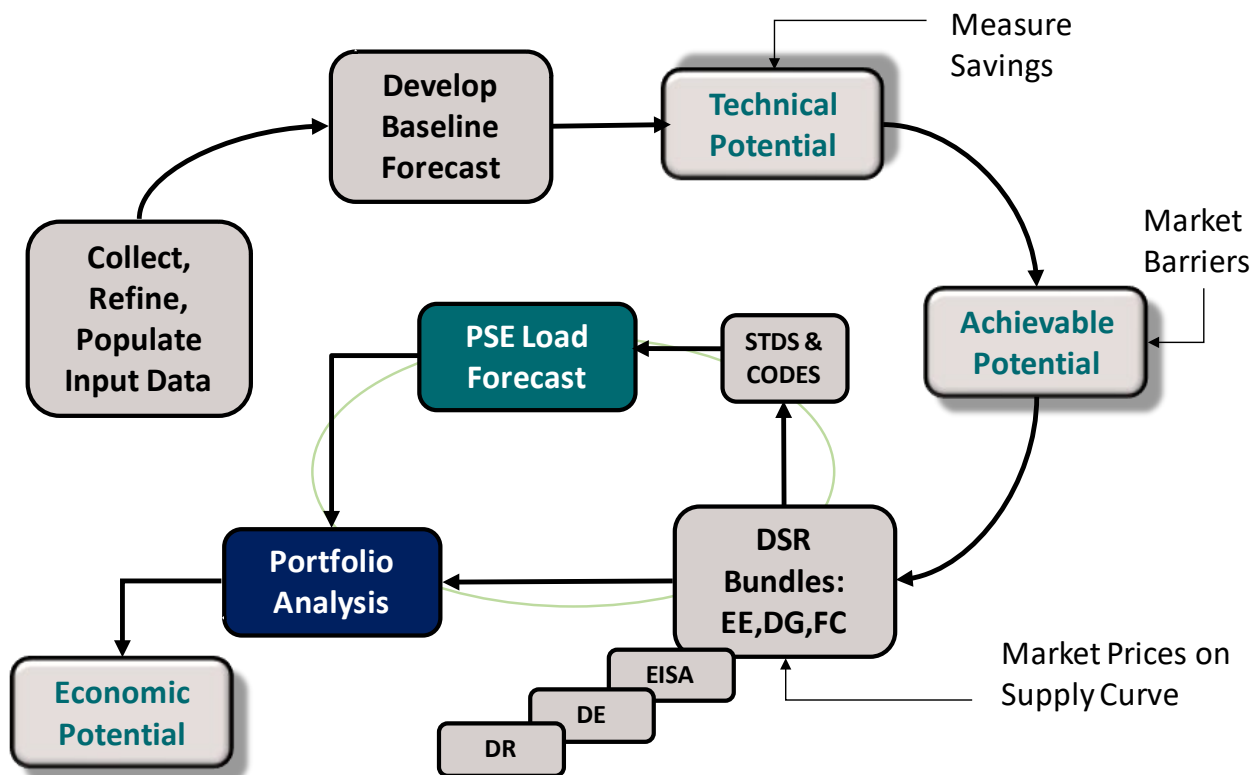 Measure
Savings
Develop
Baseline
Forecast
Technical
Potential
Collect,
Refine,
Populate
Input Data
Market
Barriers
PSE Load
Forecast
STDS &
CODES
Achievable
Potential
Portfolio
Analysis
DSR
Bundles:
EE,DG,FC
Market Prices on
Supply Curve
EISA
DE
DR
Economic
Potential